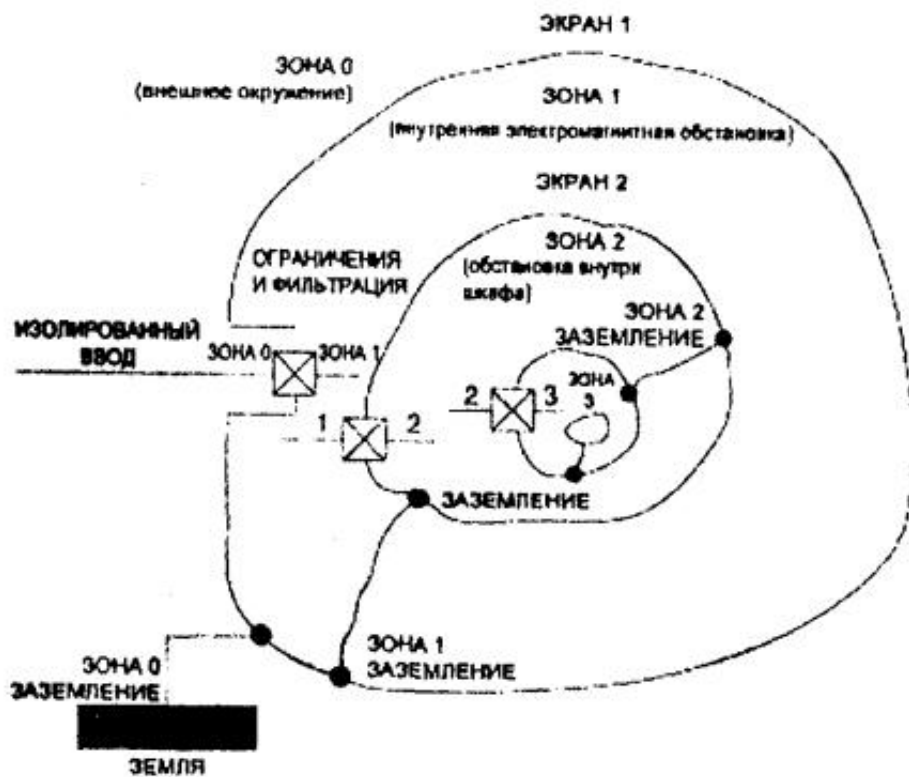 ЭКРАН 1
ЗОНА 0
(внешнее окружение)
ЗОНА 1
(внутренняя электромагнитная обстановка)
ЭКРАН 2
ЗОНА 2
(обстановка внутри
шкафа)
ОГРАНИЧЕНИЯ
И ФИЛЬТРАЦИЯ
ЗОНА 2
ЗАЗЕМЛЕНИЕ
ИЗОЛИРОВАННЫЙ
ВВОД
ЗОНА 0
ЗОНА 1
ЗОНА
3
2
3
1
2
ЗАЗЕМЛЕНИЕ
ЗОНА 1
ЗАЗЕМЛЕНИЕ
ЗОНА 0
ЗАЗЕМЛЕНИЕ
ЗЕМЛЯ